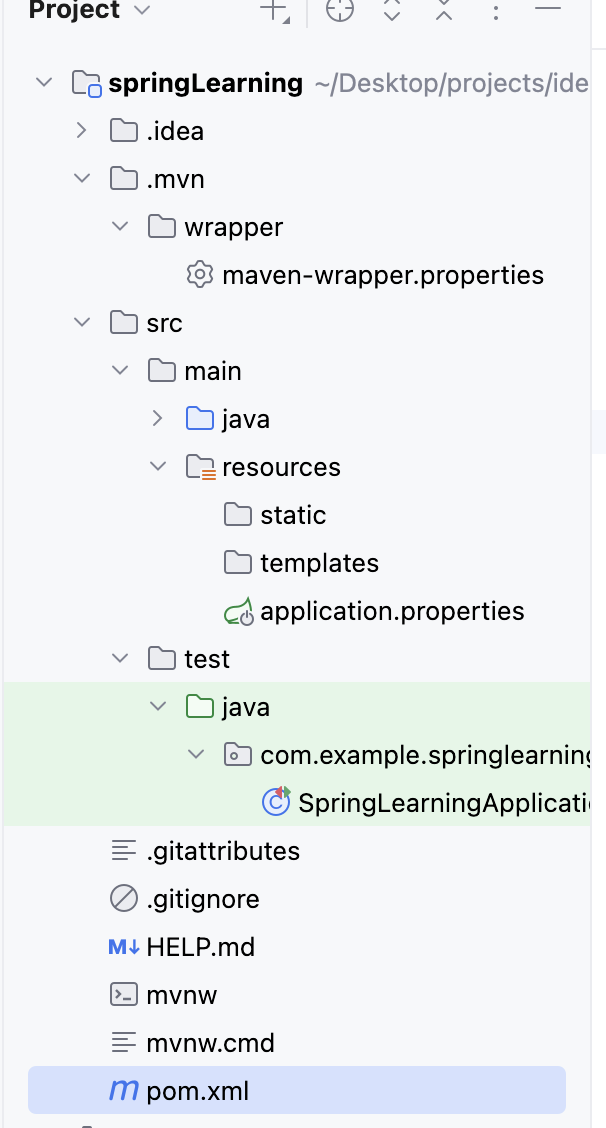 Project
springLearning ~/Desktop/projects/ide
.idea
.mvn
wrapper
maven-wrapper.properties
src
main
java
resources
static
templates
application.properties
test
java
com.example.springlearning
SpringLearningApplicati
.gitattributes
.gitignore
M↓ HELP.md
mvnw
mvnw.cmd
m pom.xml